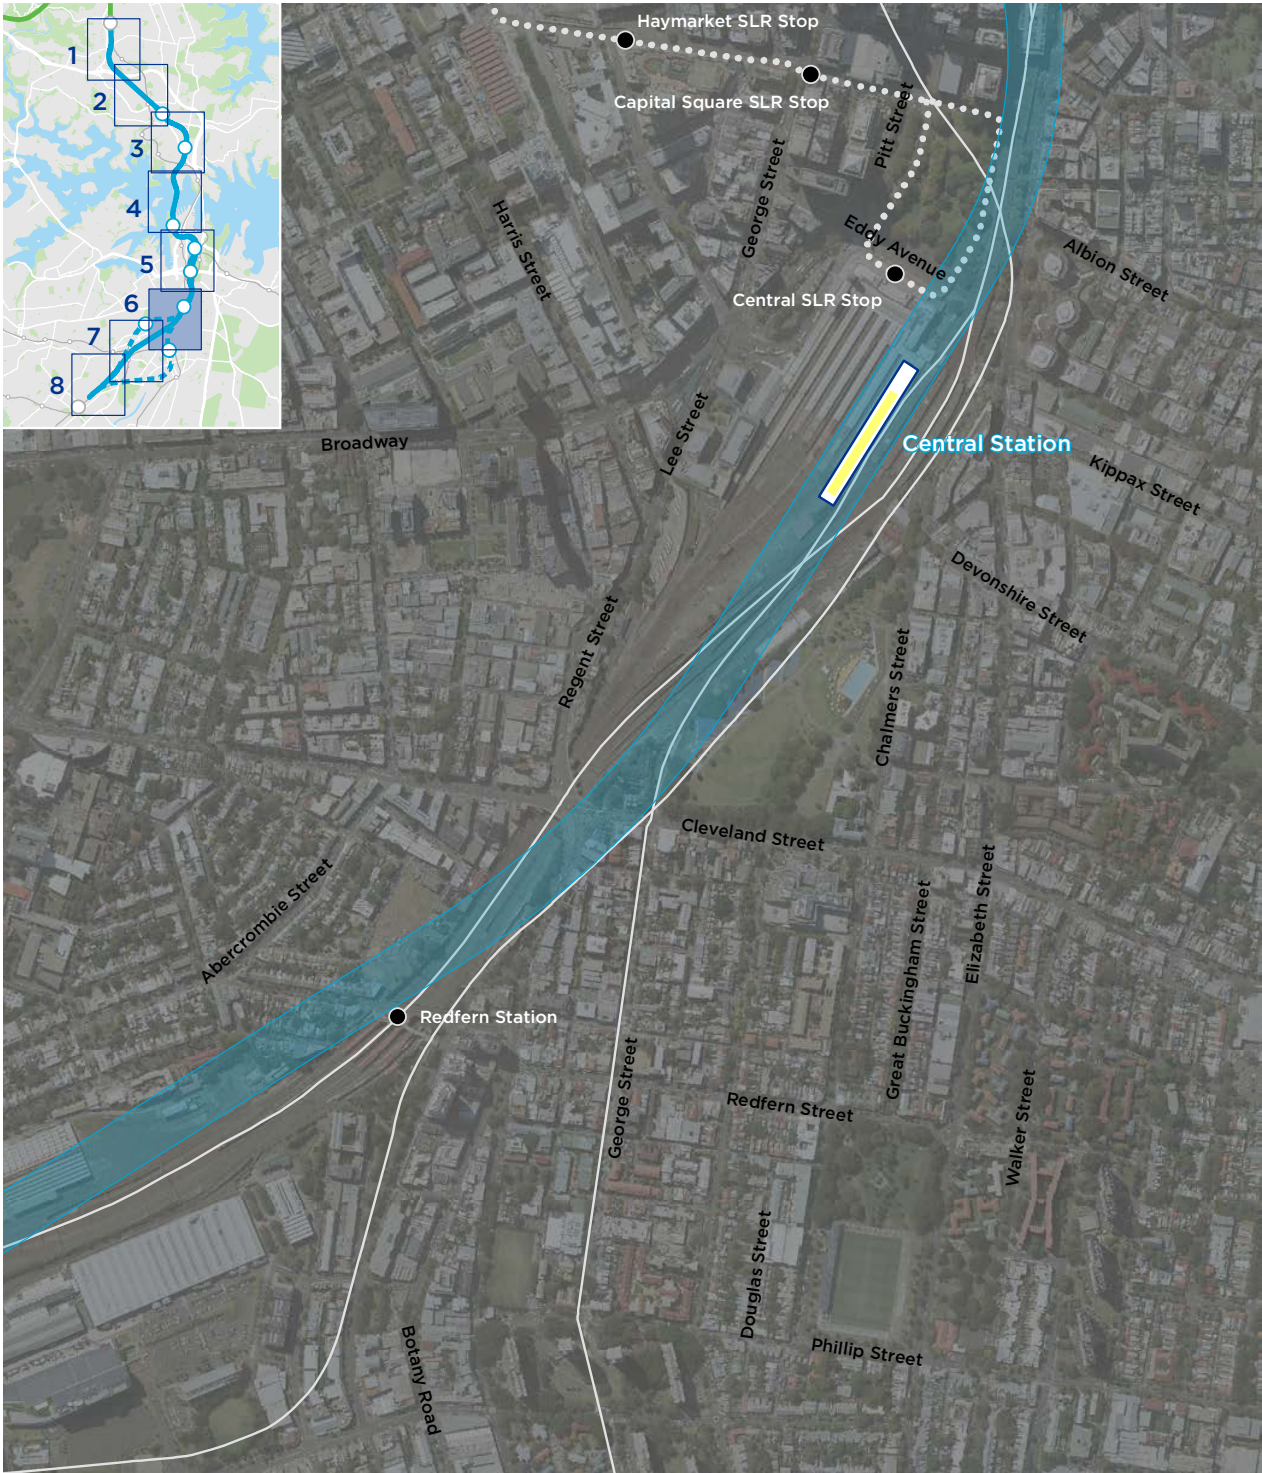 1
2
3
4
5
6
7
8
Haymarket SLR Stop
Capital Square SLR Stop
Pitt Street
George Street
Harris Street
Eddy Avenue
Albion Street
Central SLR Stop
Lee Street
Broadway
Central Station
Kippax Street
Devonshire Street
Regent Street
Chalmers Street
Cleveland Street
Abercrombie Street
Elizabeth Street
Great Buckingham Street
Redfern Station
George Street
Redfern Street
Walker Street
Douglas Street
Botany Road
Phillip Street